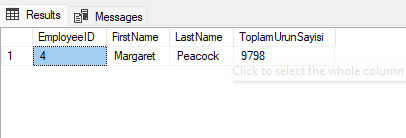 Results Messages
EmployeeID FirstName LastName ToplamUrunSayisi
1 4 Margaret Peacock 9798
Click to select the whole column